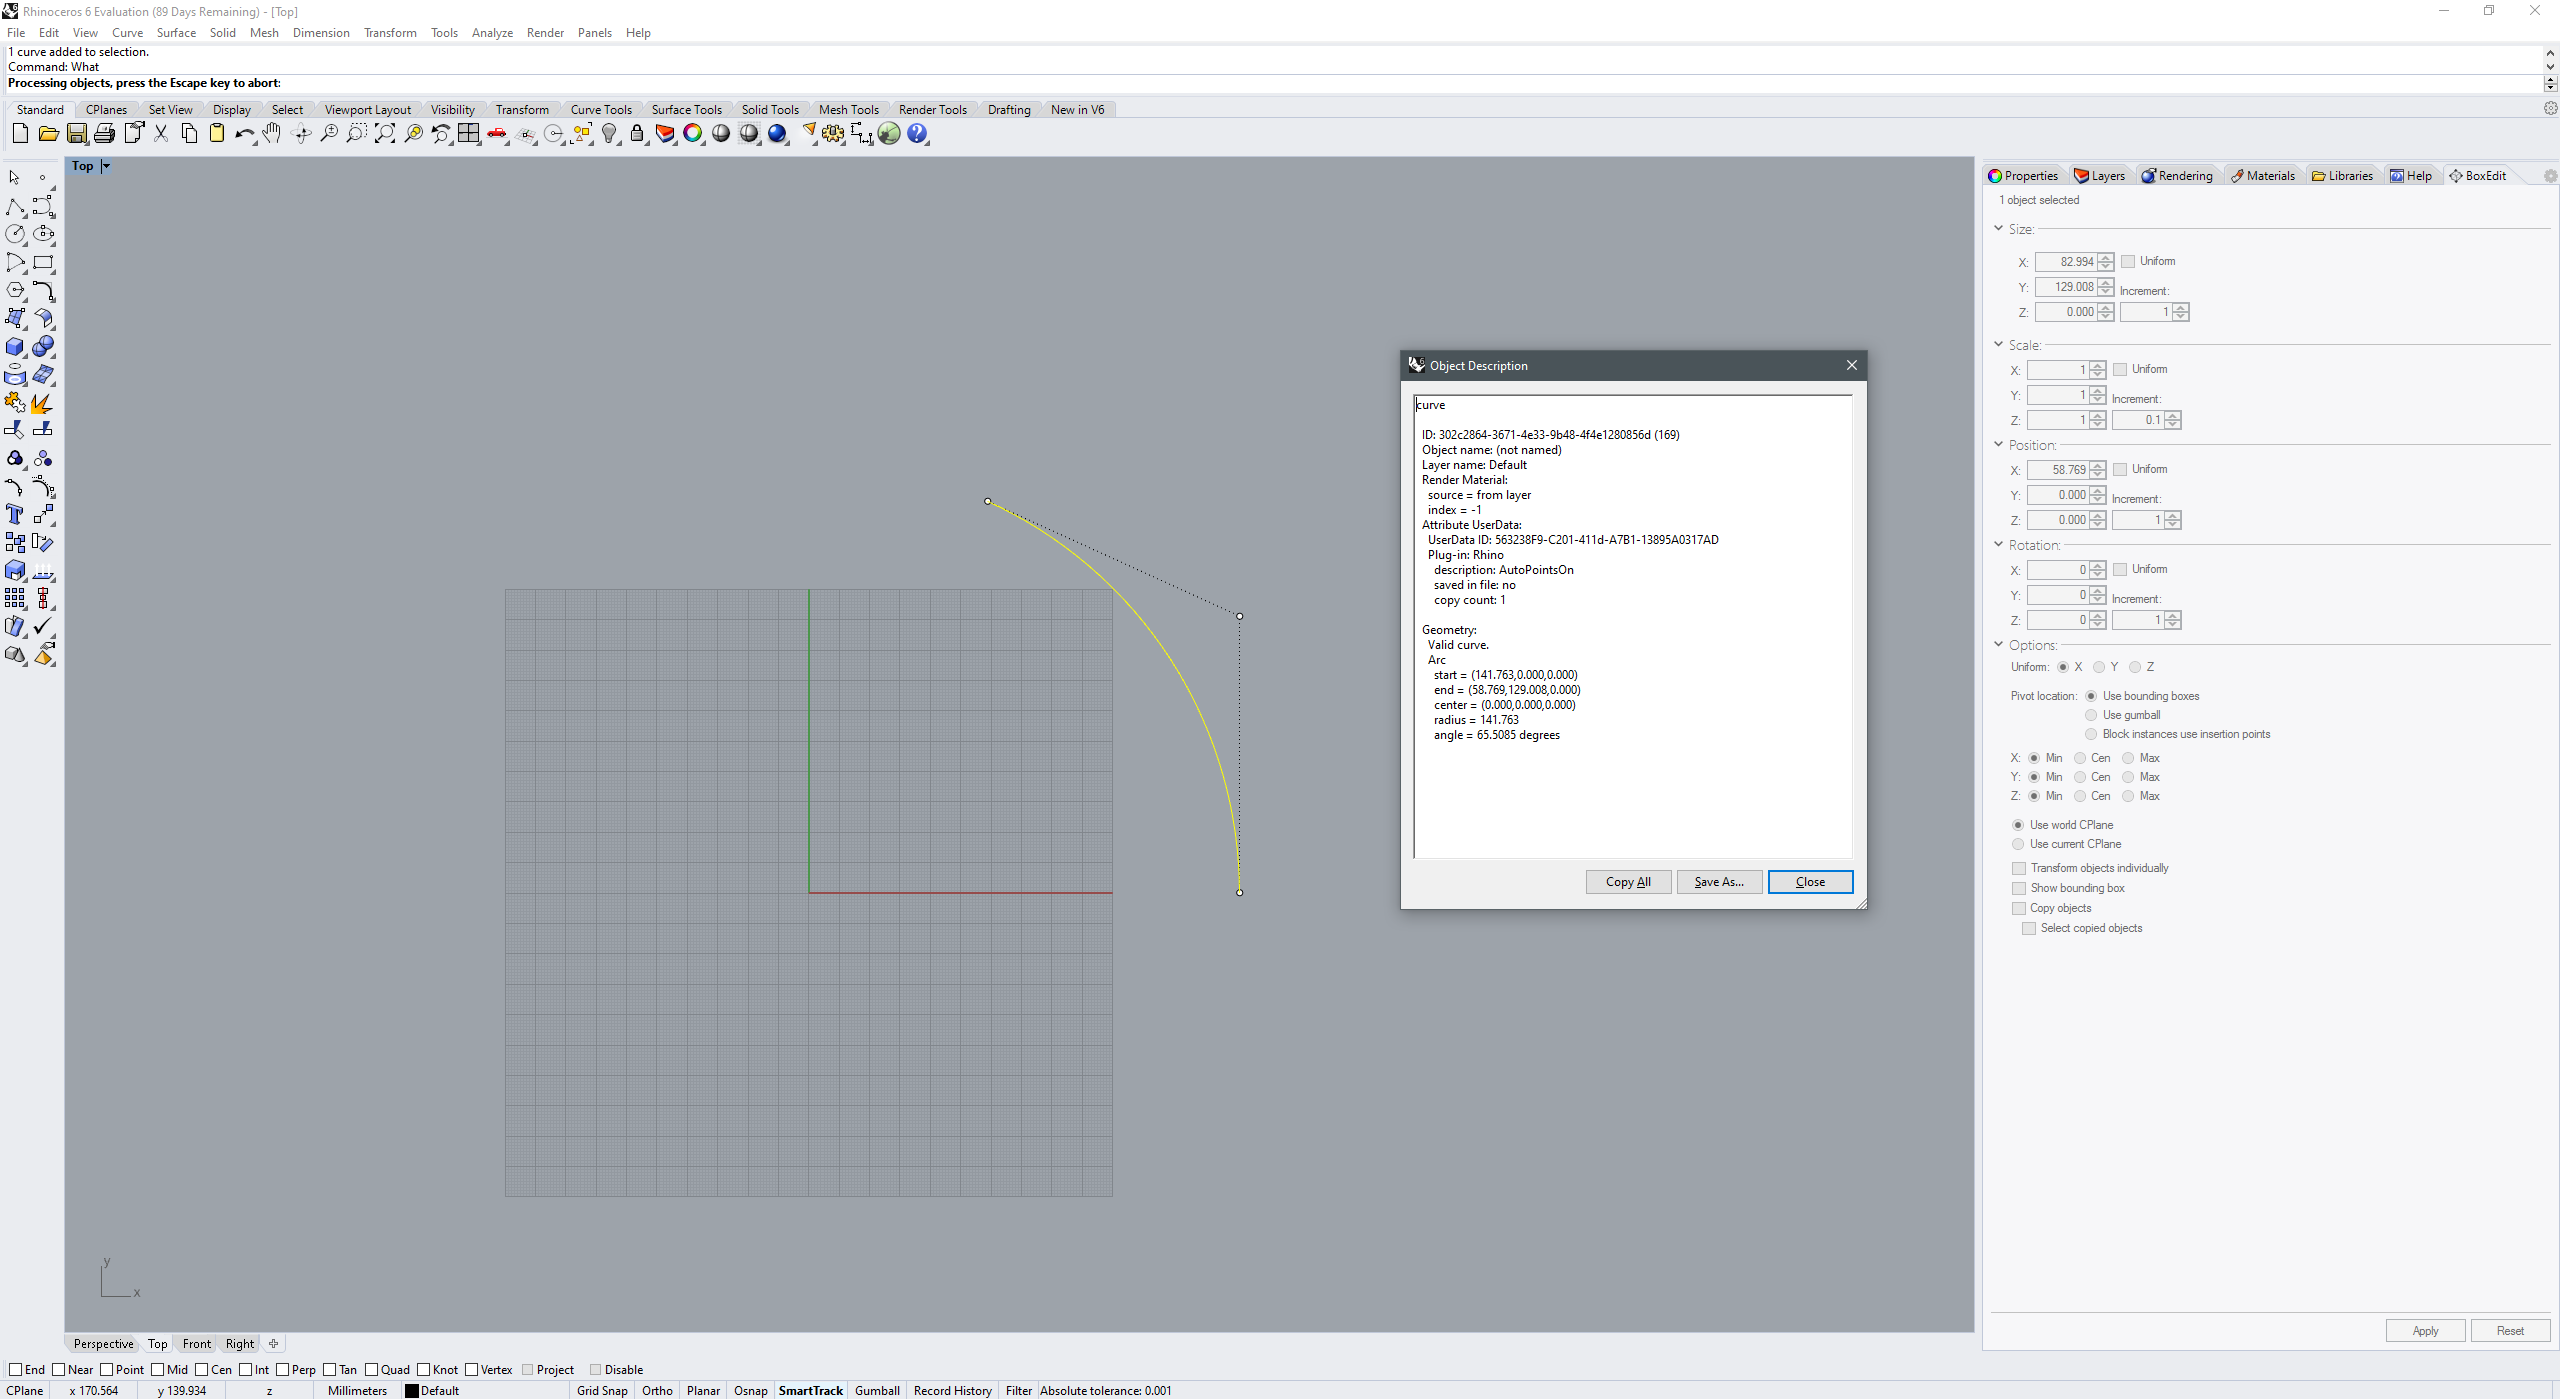 Rhinoceros 6 Evaluation (89 Days Remaining) - [Top]
File Edit View Curve Surface Solid Mesh Dimension Transform Tools Analyze Render Panels Help
1 curve added to selection.
Command: What
Processing objects, press the Escape key to abort:
Standard CPlanes Set View Display Select Viewport Layout Visibility Transform Curve Tools Surface Tools Solid Tools Mesh Tools Render Tools Drafting New in V6
Top
Properties Layers Rendering Materials Libraries Help BoxEdit
1 object selected
Size:
X: 82.994 Uniform
Y: 129.008 Increment:
Z: 0.000 1
Scale:
X: 1 Uniform
Y: 1 Increment:
Z: 1 0.1
Position:
X: 58.769 Uniform
Y: 0.000 Increment:
Z: 0.000 1
Rotation:
X: 0 Uniform
Y: 0 Increment:
Z: 0 1
Options:
Uniform: X Y Z
Pivot location: Use bounding boxes
Use gumball
Block instances use insertion points
X: Min Cen Max
Y: Min Cen Max
Z: Min Cen Max
Use world CPlane
Use current CPlane
Transform objects individually
Show bounding box
Copy objects
Select copied objects
Apply Reset
Object Description
curve
ID: 302c2864-3671-4e33-9b48-4f4e1280856d (169)
Object name: (not named)
Layer name: Default
Render Material:
source = from layer
index = -1
Attribute UserData:
UserData ID: 563238F9-C201-411d-A7B1-13895A0317AD
Plug-in: Rhino
description: AutoPointsOn
saved in file: no
copy count: 1
Geometry:
Valid curve.
Arc
start = (141.763,0.000,0.000)
end = (58.769,129.008,0.000)
center = (0.000,0.000,0.000)
radius = 141.763
angle = 65.5085 degrees
Copy All Save As... Close
y
x
Perspective Top Front Right
End Near Point Mid Cen Int Perp Tan Quad Knot Vertex Project Disable
CPlane x 170.564 y 139.934 z Millimeters Default Grid Snap Ortho Planar Osnap SmartTrack Gumball Record History Filter Absolute tolerance: 0.001